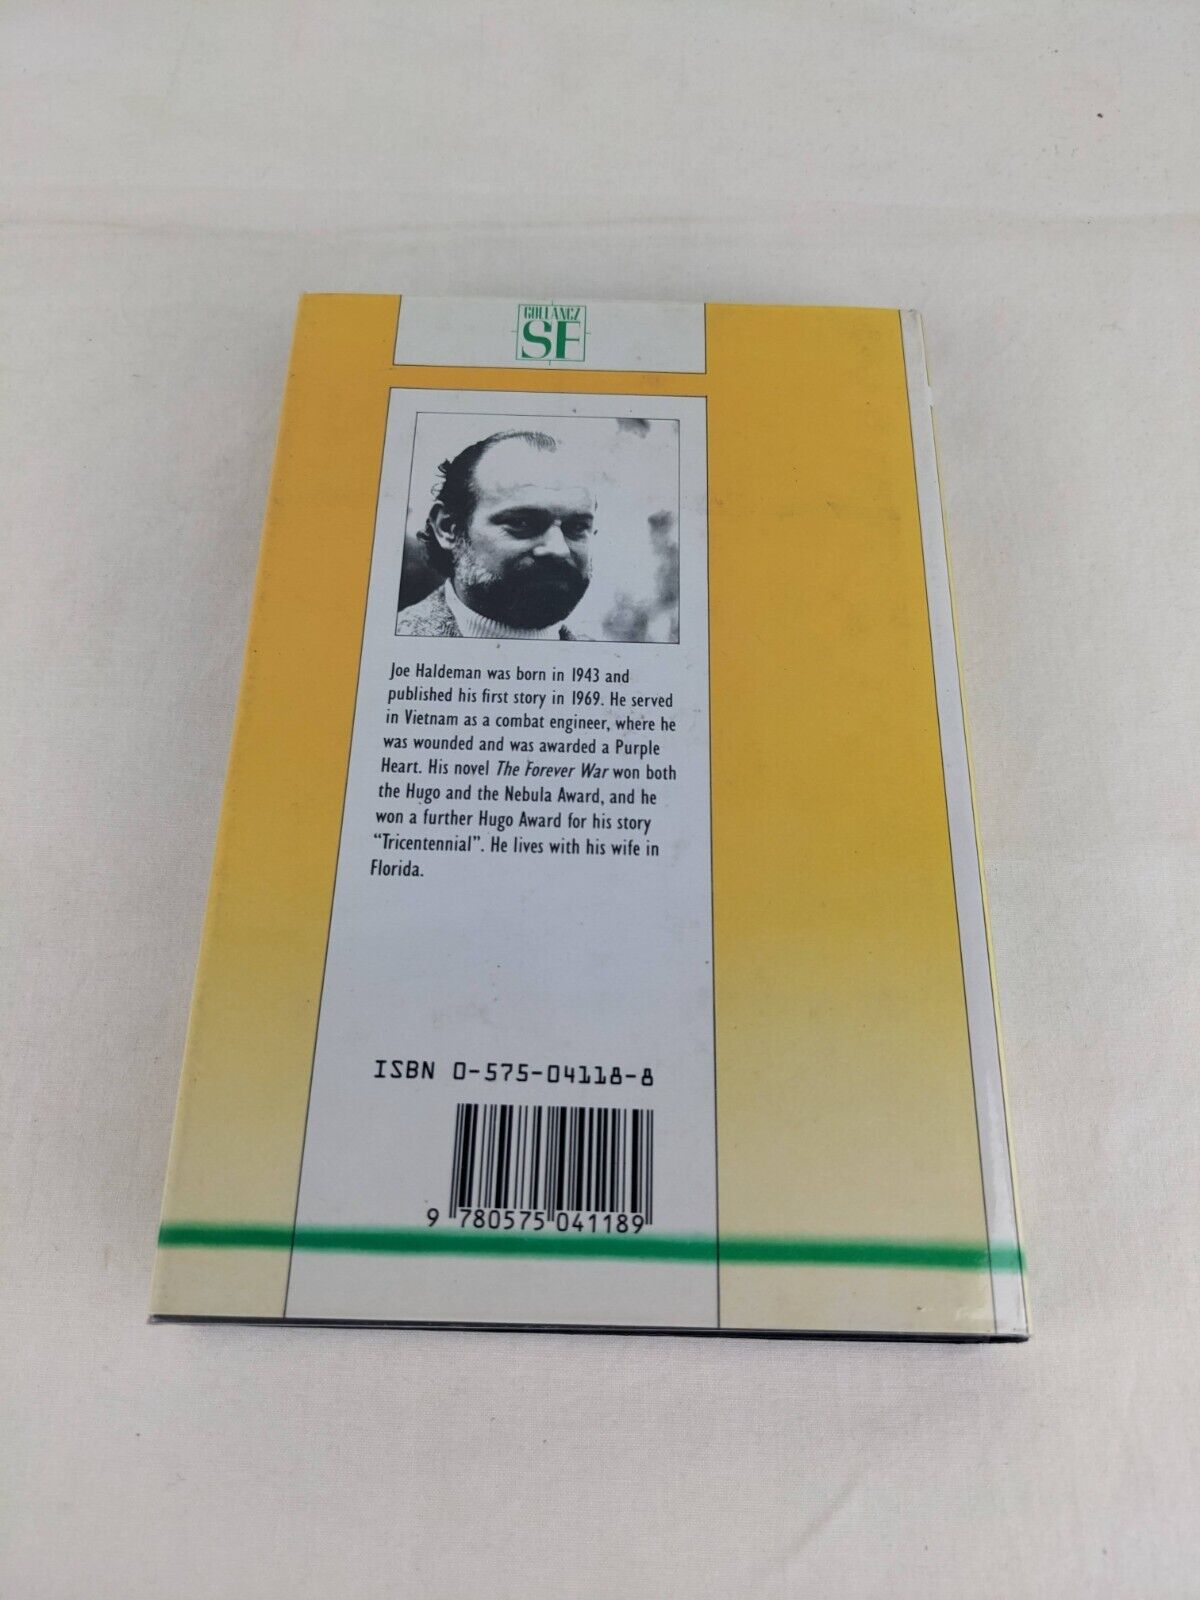 GOLLANCZ
SF
Joe Haldeman was born in 1943 and
published his first story in 1969. He served
in Vietnam as a combat engineer, where he
was wounded and was awarded a Purple
Heart. His novel The Forever War won both
the Hugo and the Nebula Award, and he
won a further Hugo Award for his story
“Tricentennial”. He lives with his wife in
Florida.
ISBN 0-575-04118-8
9 780575 041189